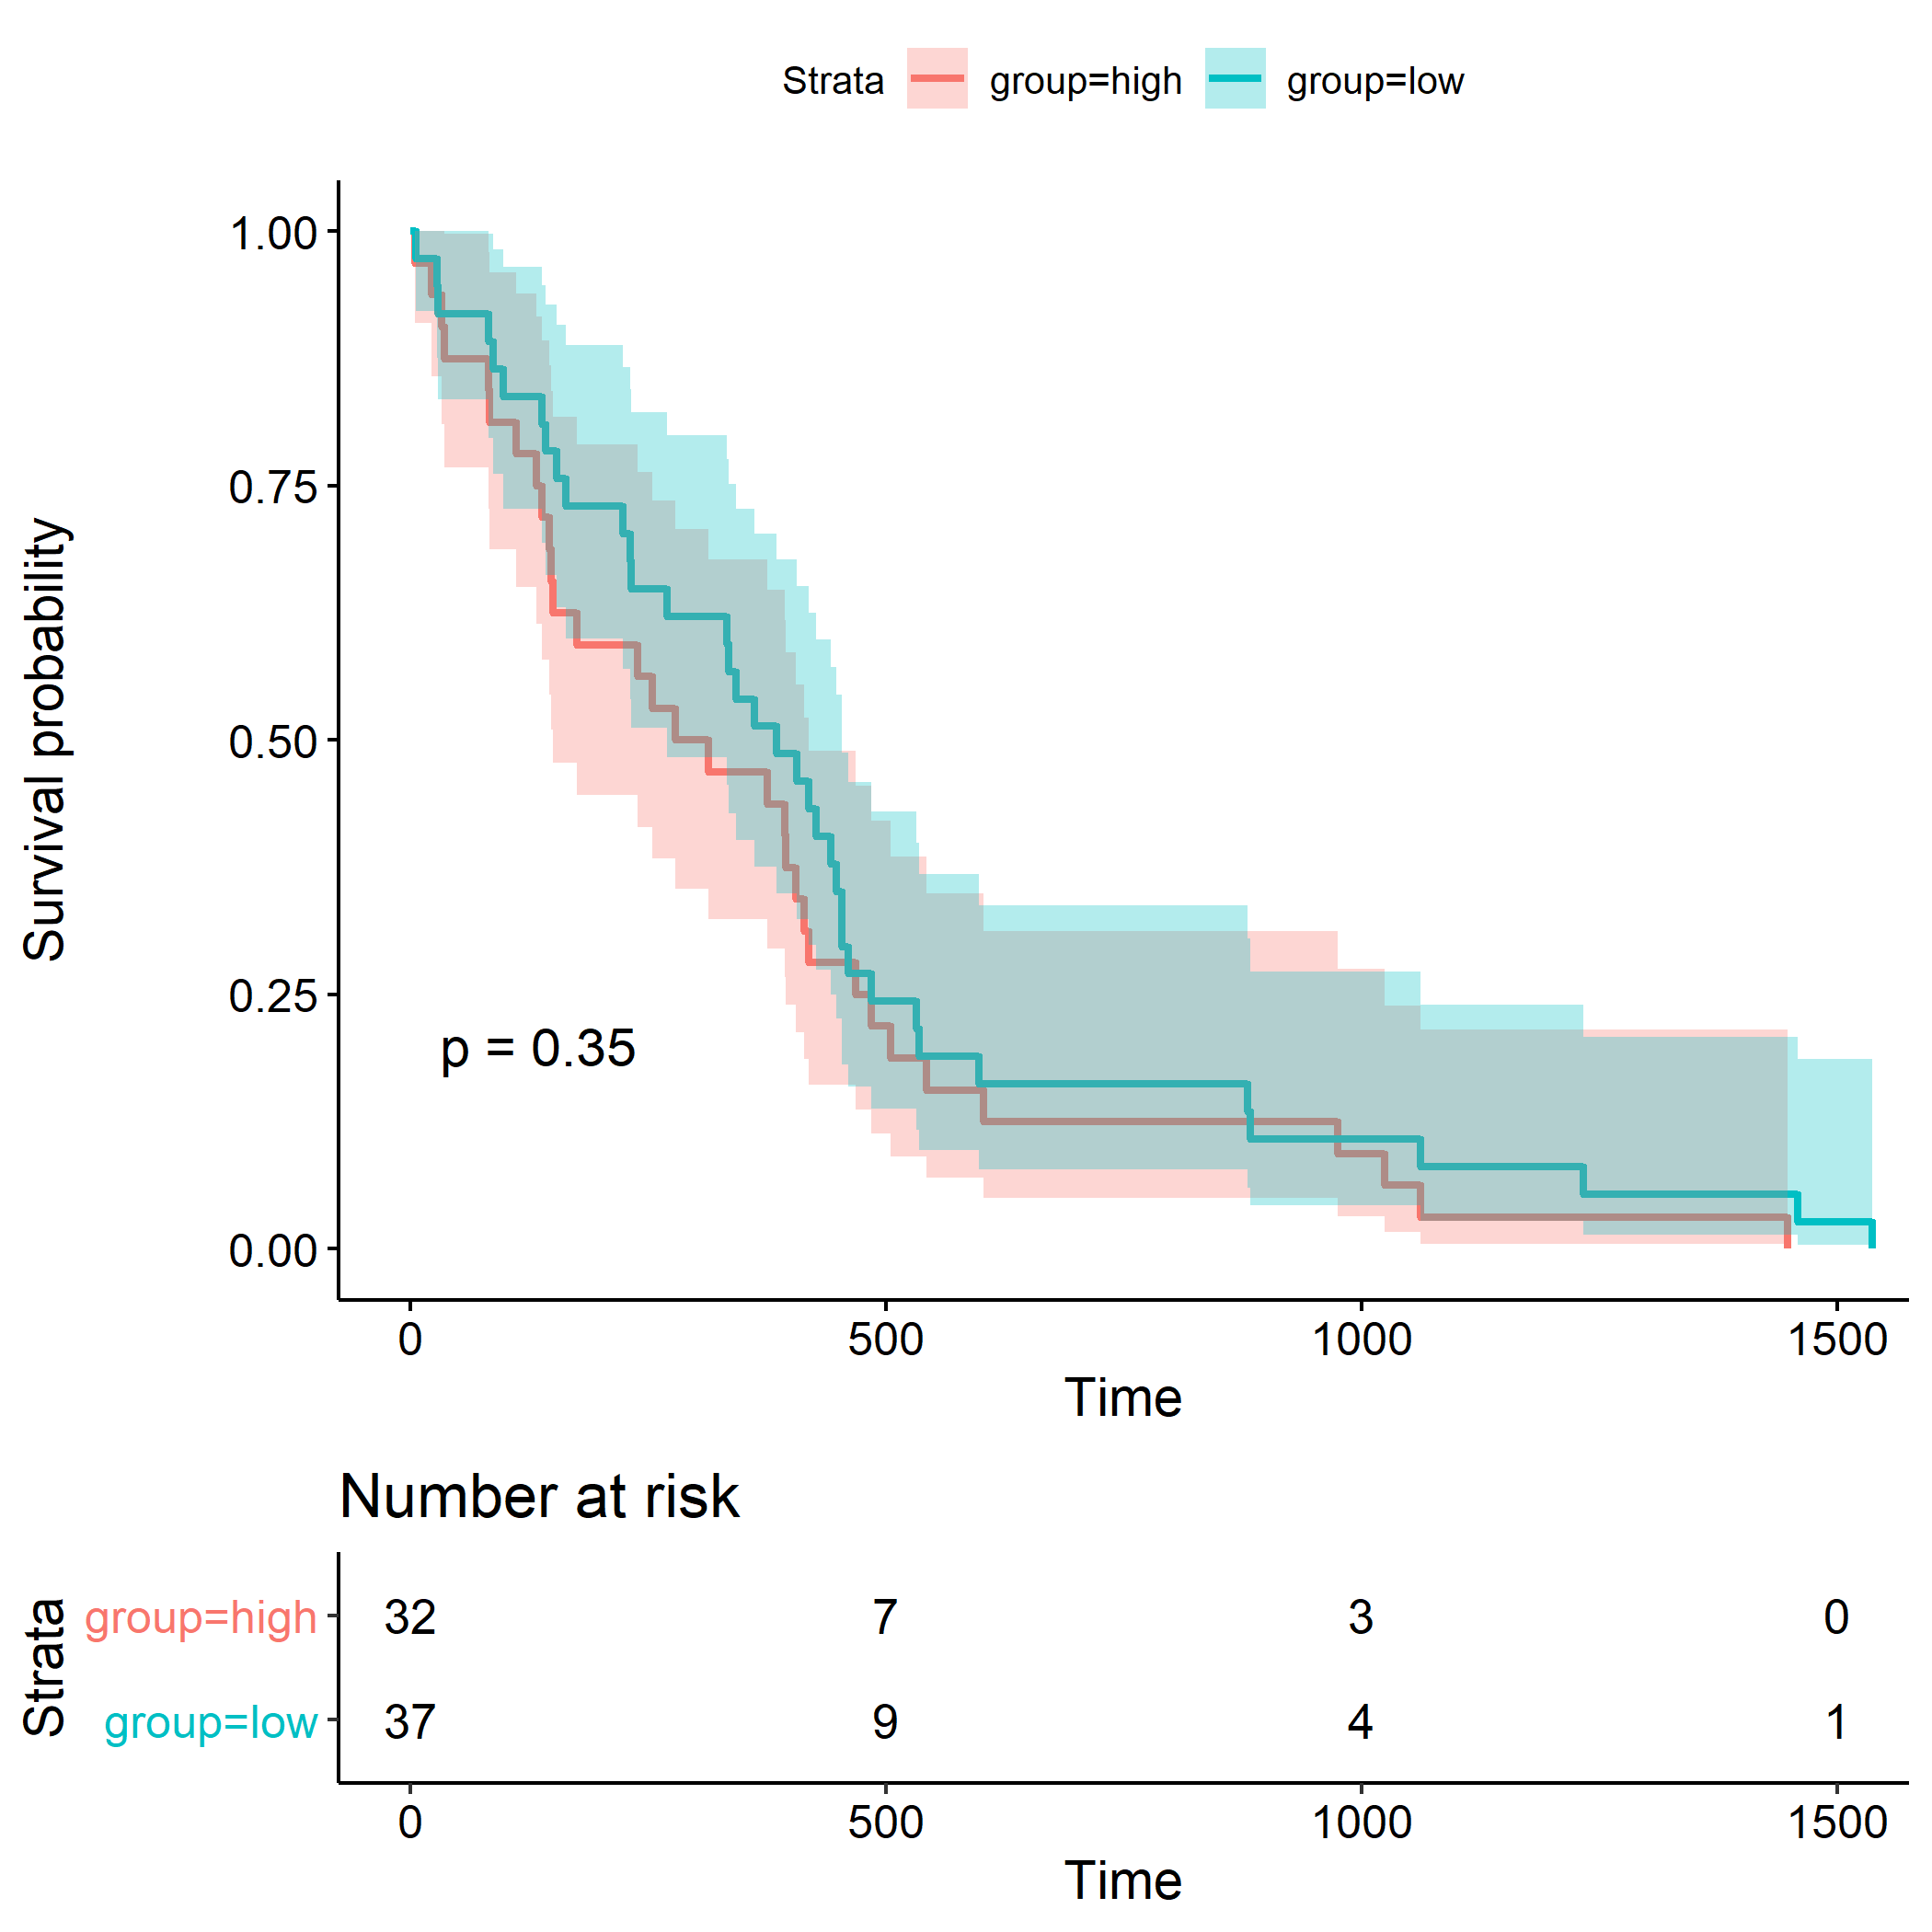 Strata group=high group=low
1.00
0.75
0.50
0.25
0.00
Survival probability
p = 0.35
0 500 1000 1500
Time
Number at risk
Strata
group=high 32 7 3 0
group=low 37 9 4 1
0 500 1000 1500
Time